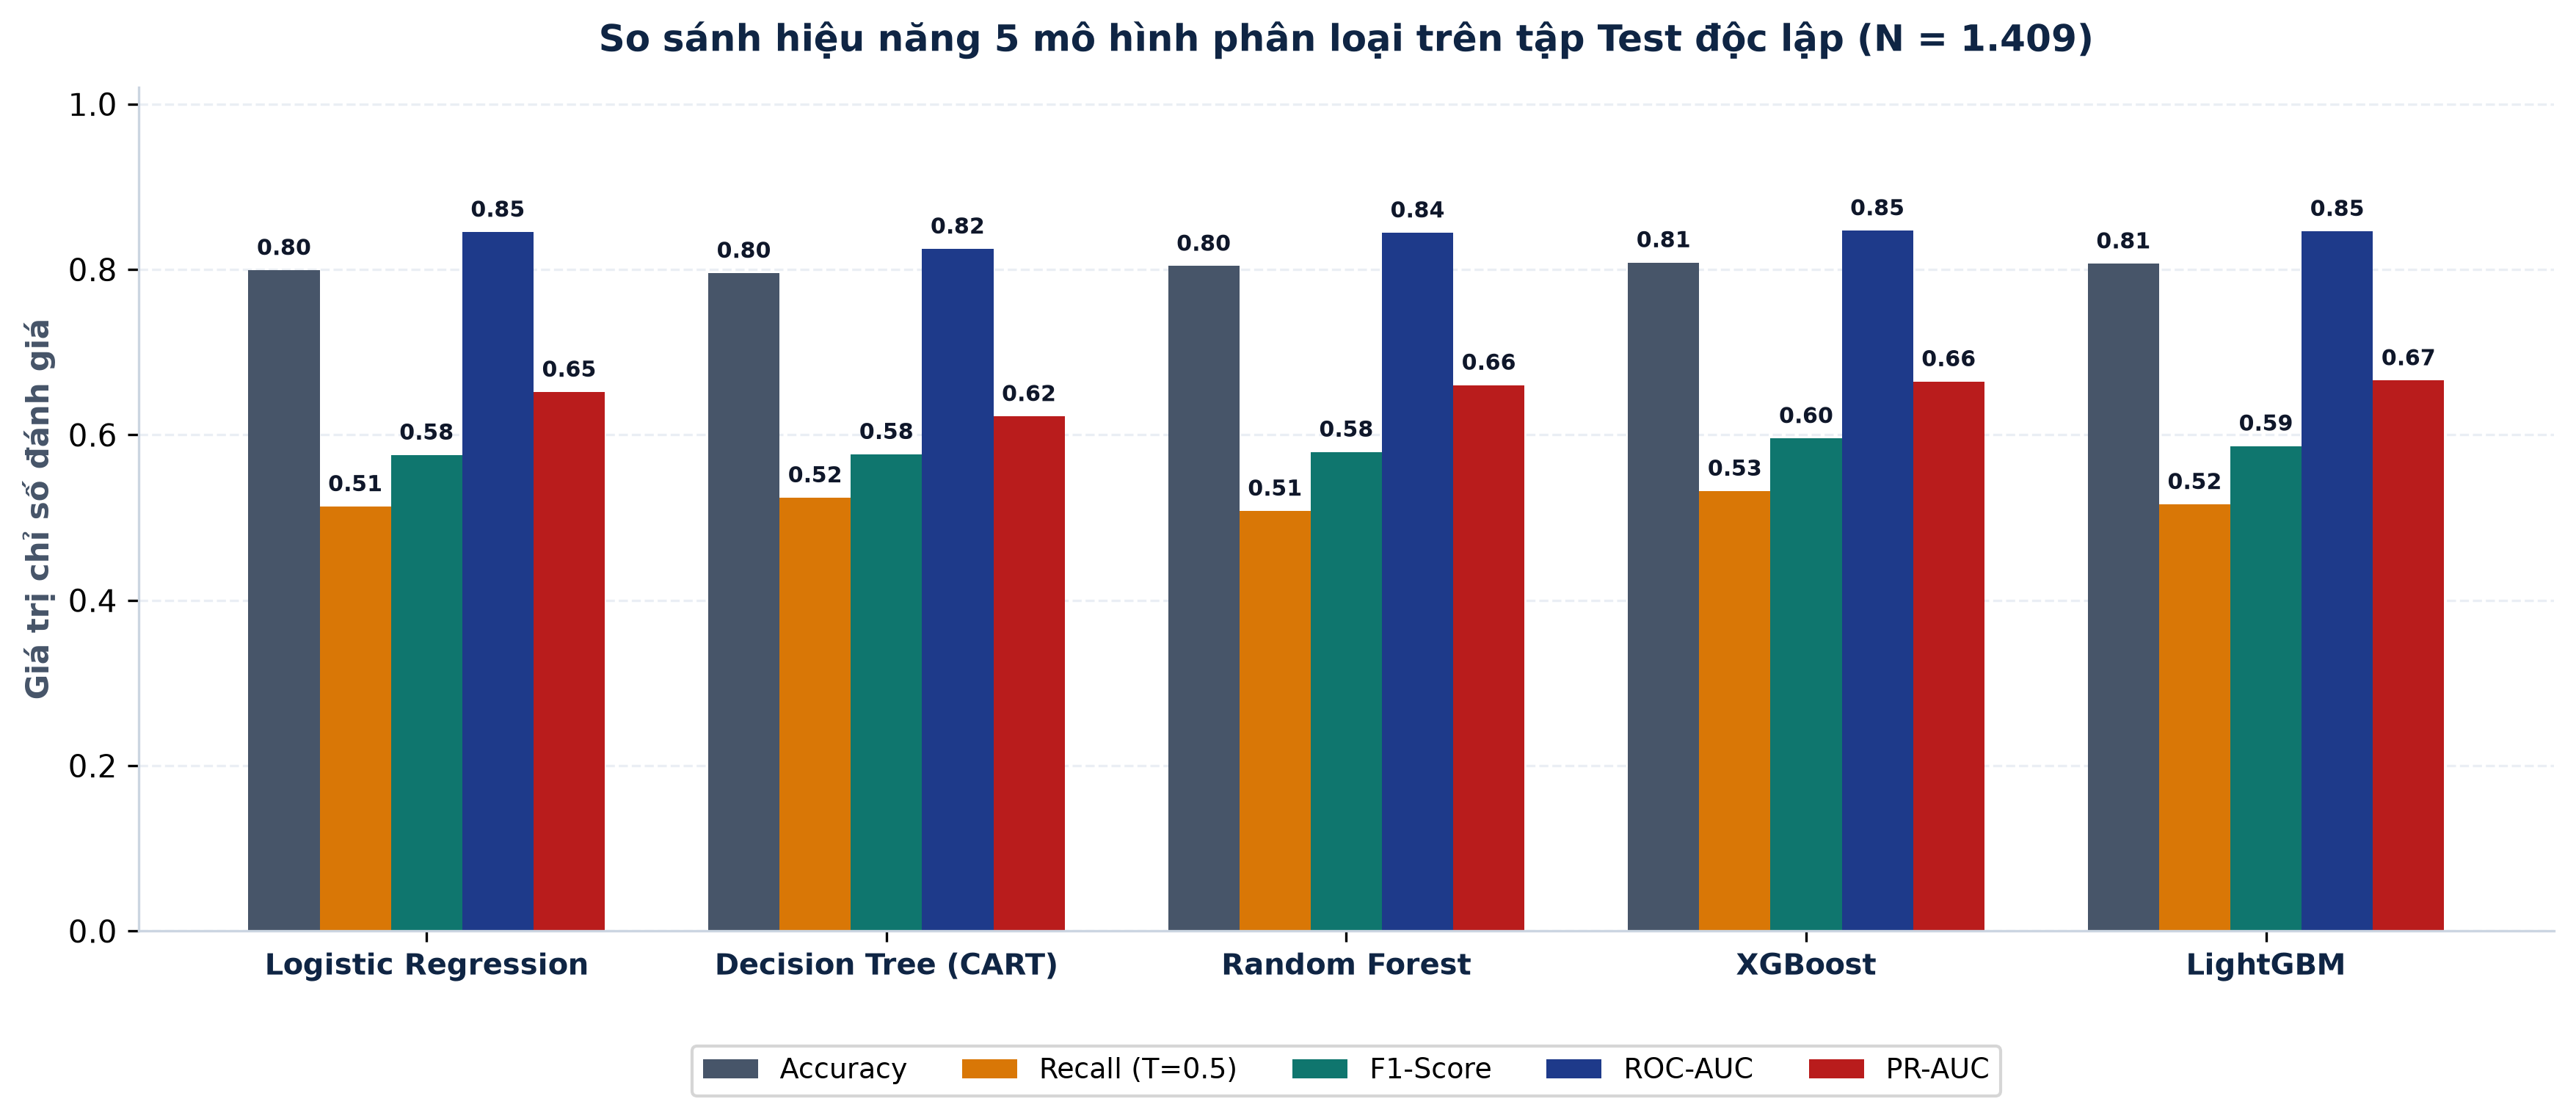 So sánh hiệu năng 5 mô hình phân loại trên tập Test độc lập (N = 1.409)
Giá trị chỉ số đánh giá
1.0
0.8
0.6
0.4
0.2
0.0
0.80 0.51 0.58 0.85 0.65
0.80 0.52 0.58 0.82 0.62
0.80 0.51 0.58 0.84 0.66
0.81 0.53 0.60 0.85 0.66
0.81 0.52 0.59 0.85 0.67
Logistic Regression Decision Tree (CART) Random Forest XGBoost LightGBM
Accuracy Recall (T=0.5) F1-Score ROC-AUC PR-AUC